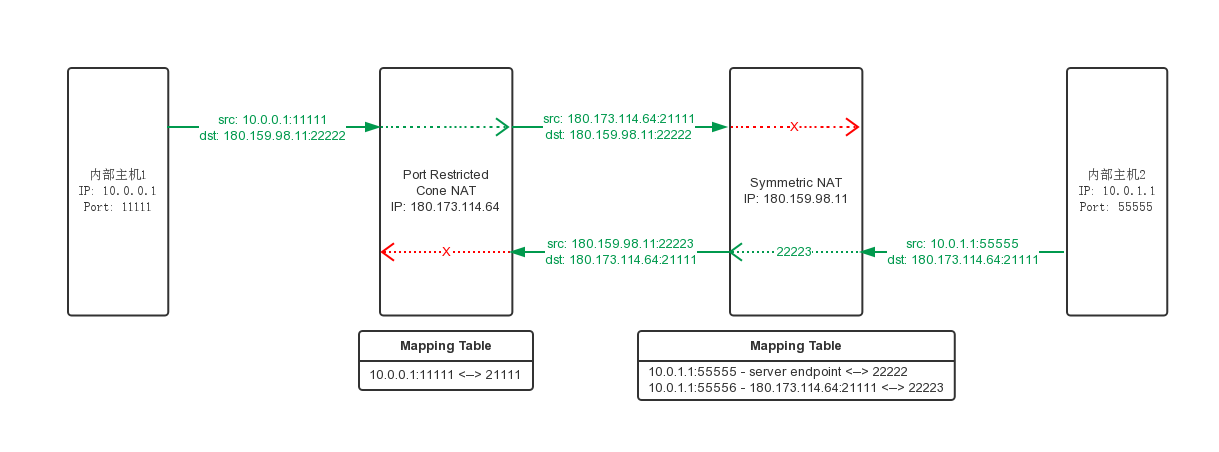 src: 10.0.0.1:11111
dst: 180.159.98.11:22222
src: 180.173.114.64:21111
dst: 180.159.98.11:22222
X
内部主机1
IP: 10.0.0.1
Port: 11111
Port Restricted
Cone NAT
IP: 180.173.114.64
Symmetric NAT
IP: 180.159.98.11
内部主机2
IP: 10.0.1.1
Port: 55555
X
src: 180.159.98.11:22223
dst: 180.173.114.64:21111
22223
src: 10.0.1.1:55555
dst: 180.173.114.64:21111
Mapping Table
10.0.0.1:11111 <--> 21111
Mapping Table
10.0.1.1:55555 - server endpoint <--> 22222
10.0.1.1:55556 - 180.173.114.64:21111 <--> 22223